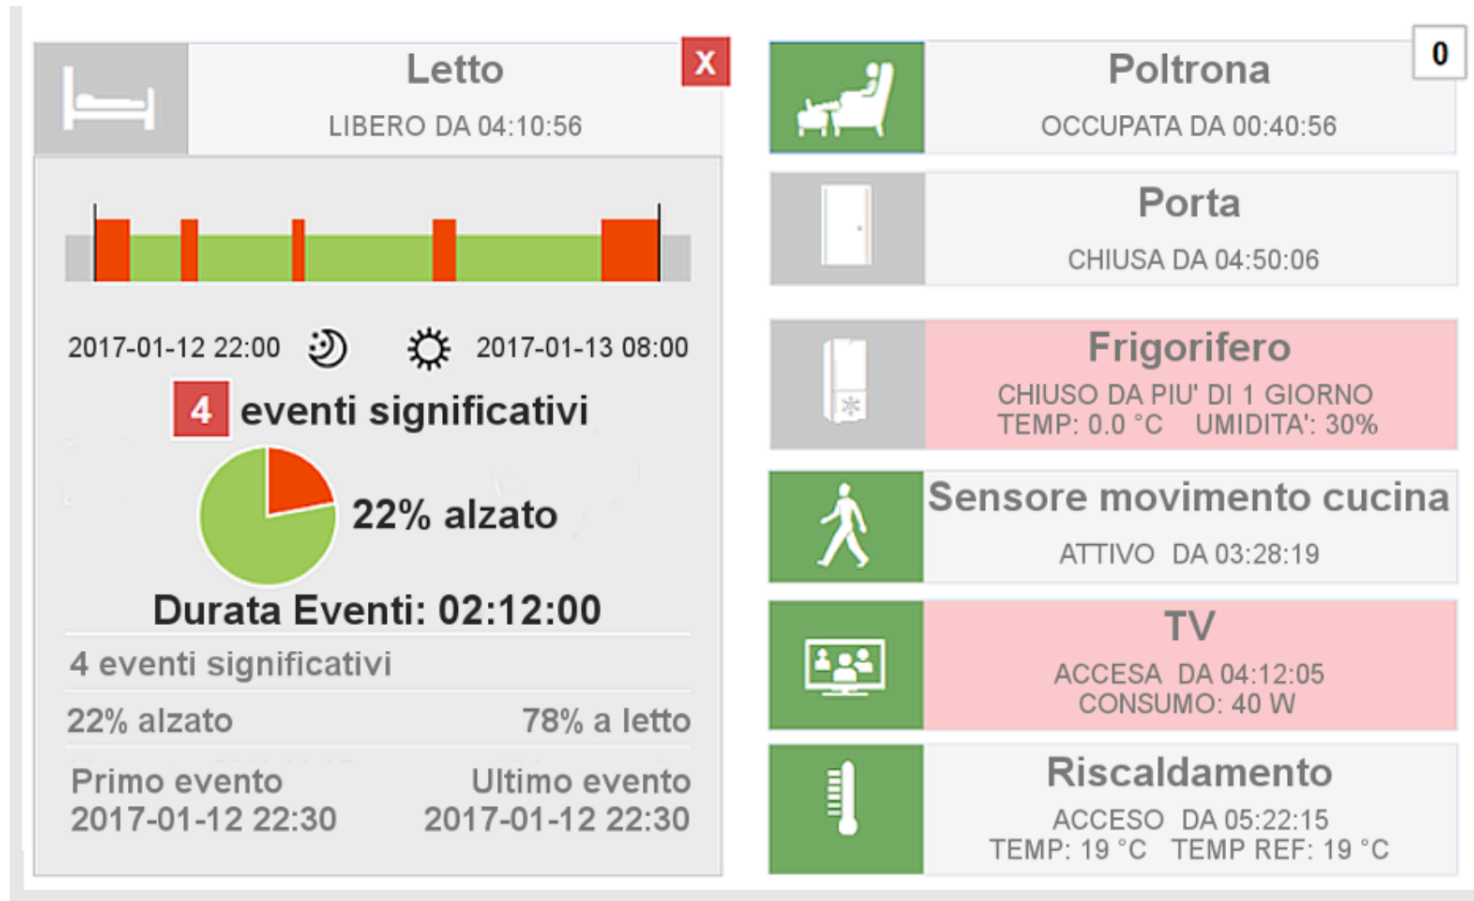 Letto
X
LIBERO DA 04:10:56
2017-01-12 22:00
2017-01-13 08:00
4 eventi significativi
22% alzato
Durata Eventi: 02:12:00
4 eventi significativi
22% alzato 78% a letto
Primo evento Ultimo evento
2017-01-12 22:30 2017-01-12 22:30
Poltrona
0
OCCUPATA DA 00:40:56
Porta
CHIUSA DA 04:50:06
Frigorifero
CHIUSO DA PIU' DI 1 GIORNO
TEMP: 0.0 °C UMIDITA': 30%
Sensore movimento cucina
ATTIVO DA 03:28:19
TV
ACCESA DA 04:12:05
CONSUMO: 40 W
Riscaldamento
ACCESO DA 05:22:15
TEMP: 19 °C TEMP REF: 19 °C